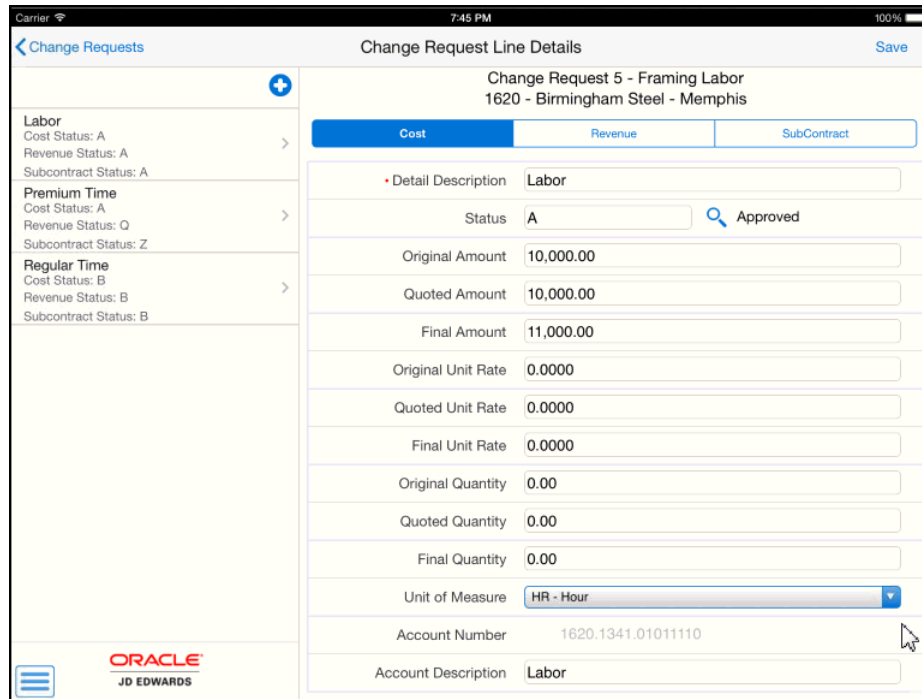 Carrier 7:45 PM 100%
Change Requests Change Request Line Details Save
Change Request 5 - Framing Labor
1620 - Birmingham Steel - Memphis
Labor
Cost Status: A
Revenue Status: A
Subcontract Status: A
Premium Time
Cost Status: A
Revenue Status: Q
Subcontract Status: Z
Regular Time
Cost Status: B
Revenue Status: B
Subcontract Status: B
ORACLE
JD EDWARDS
Cost Revenue SubContract
Detail Description Labor
Status A Approved
Original Amount 10,000.00
Quoted Amount 10,000.00
Final Amount 11,000.00
Original Unit Rate 0.0000
Quoted Unit Rate 0.0000
Final Unit Rate 0.0000
Original Quantity 0.00
Quoted Quantity 0.00
Final Quantity 0.00
Unit of Measure HR - Hour
Account Number 1620.1341.01011110
Account Description Labor